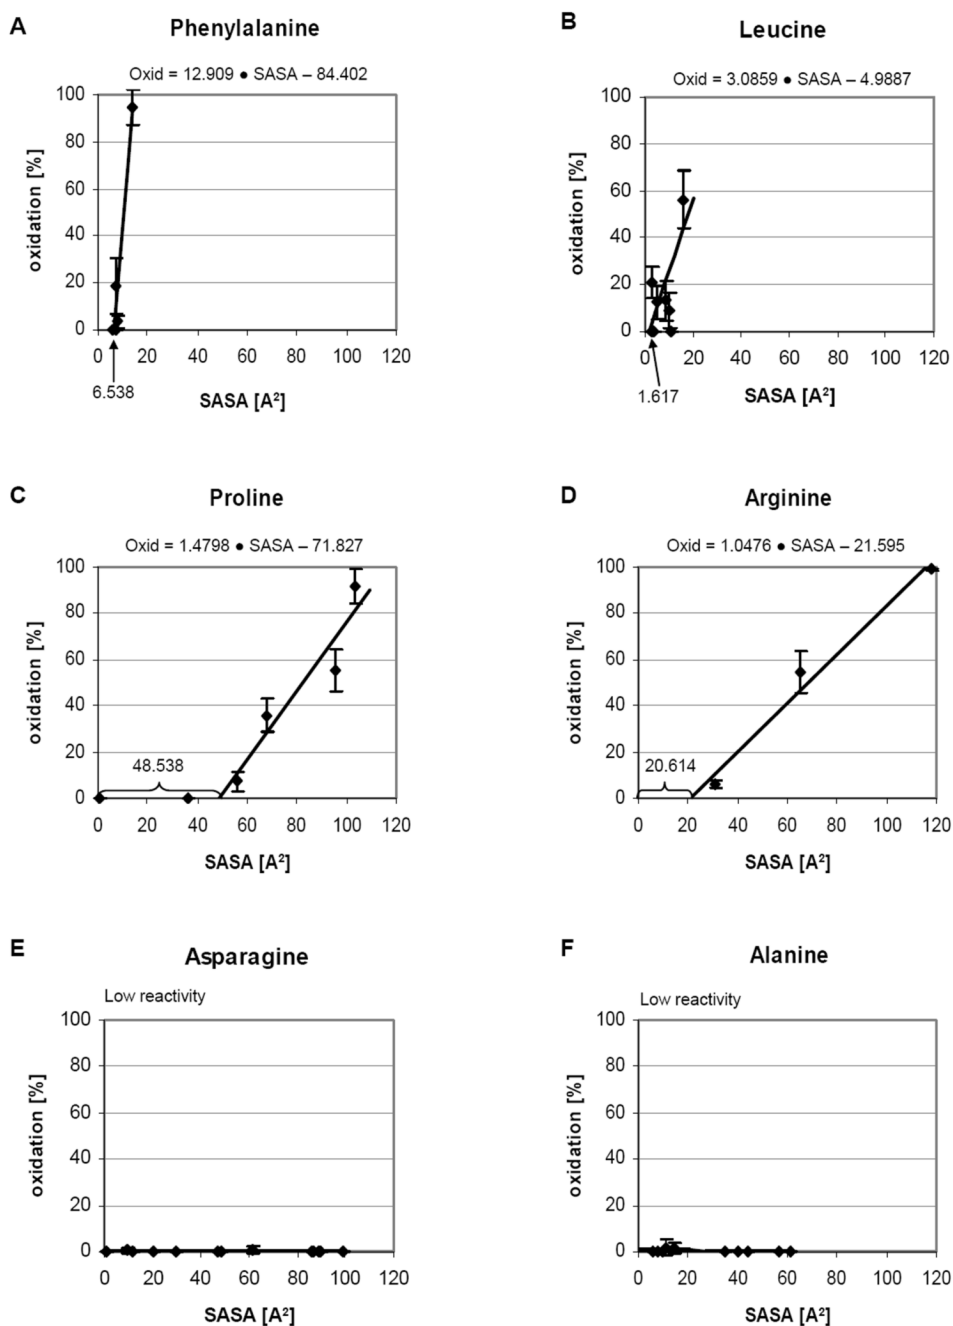 A
Phenylalanine
Oxid = 12.909 ● SASA – 84.402
oxidation [%]
100
80
60
40
20
0
0 20 40 60 80 100 120
6.538
SASA [A²]
B
Leucine
Oxid = 3.0859 ● SASA – 4.9887
oxidation [%]
100
80
60
40
20
0
0 20 40 60 80 100 120
1.617
SASA [A²]
C
Proline
Oxid = 1.4798 ● SASA – 71.827
oxidation [%]
100
80
60
40
20
0
48.538
0 20 40 60 80 100 120
SASA [A²]
D
Arginine
Oxid = 1.0476 ● SASA – 21.595
oxidation [%]
100
80
60
40
20
0
20.614
0 20 40 60 80 100 120
SASA [A²]
E
Asparagine
Low reactivity
oxidation [%]
100
80
60
40
20
0
0 20 40 60 80 100 120
SASA [A²]
F
Alanine
Low reactivity
oxidation [%]
100
80
60
40
20
0
0 20 40 60 80 100 120
SASA [A²]